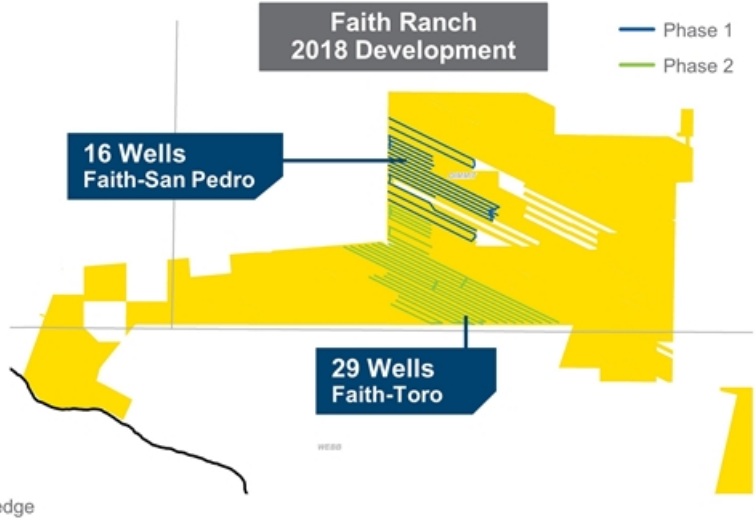 Faith Ranch
2018 Development
Phase 1
Phase 2
16 Wells
Faith-San Pedro
29 Wells
Faith-Toro
WEBB
edge